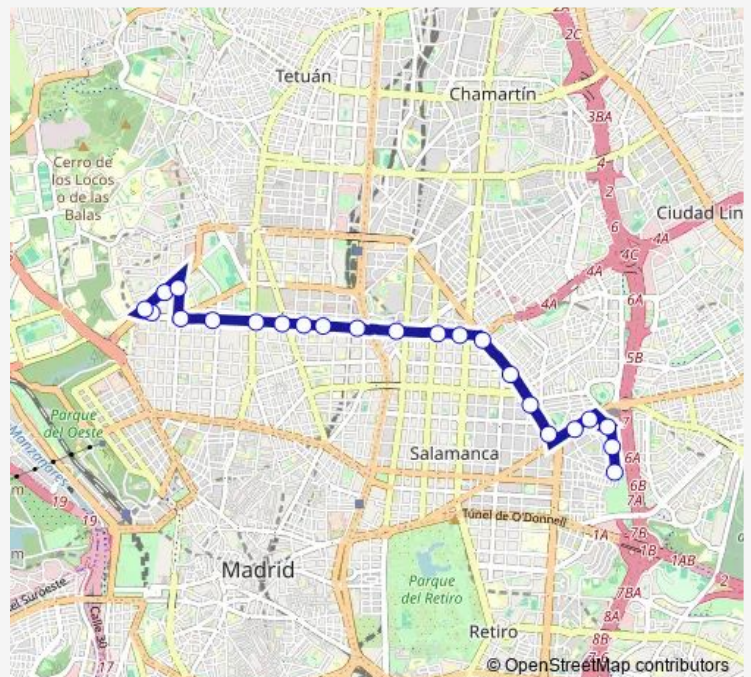 2C
Tetuán
Chamartín
3BA
4
2
Cerro de
los Locos
o de las
Balas
6
Ciudad Lin
4A
4C
4A
6A
4A
5B
Parque
del Oeste
Manzanares
7
Salamanca
6A
6B
19
7A
19
Túnel de O'Donnell
1A
7B
1B
1AB
m
Madrid
Parque
del Retiro
2
7BA
el Suroeste
8A
Calle 30
Retiro
8B
17
© OpenStreetMap contributors